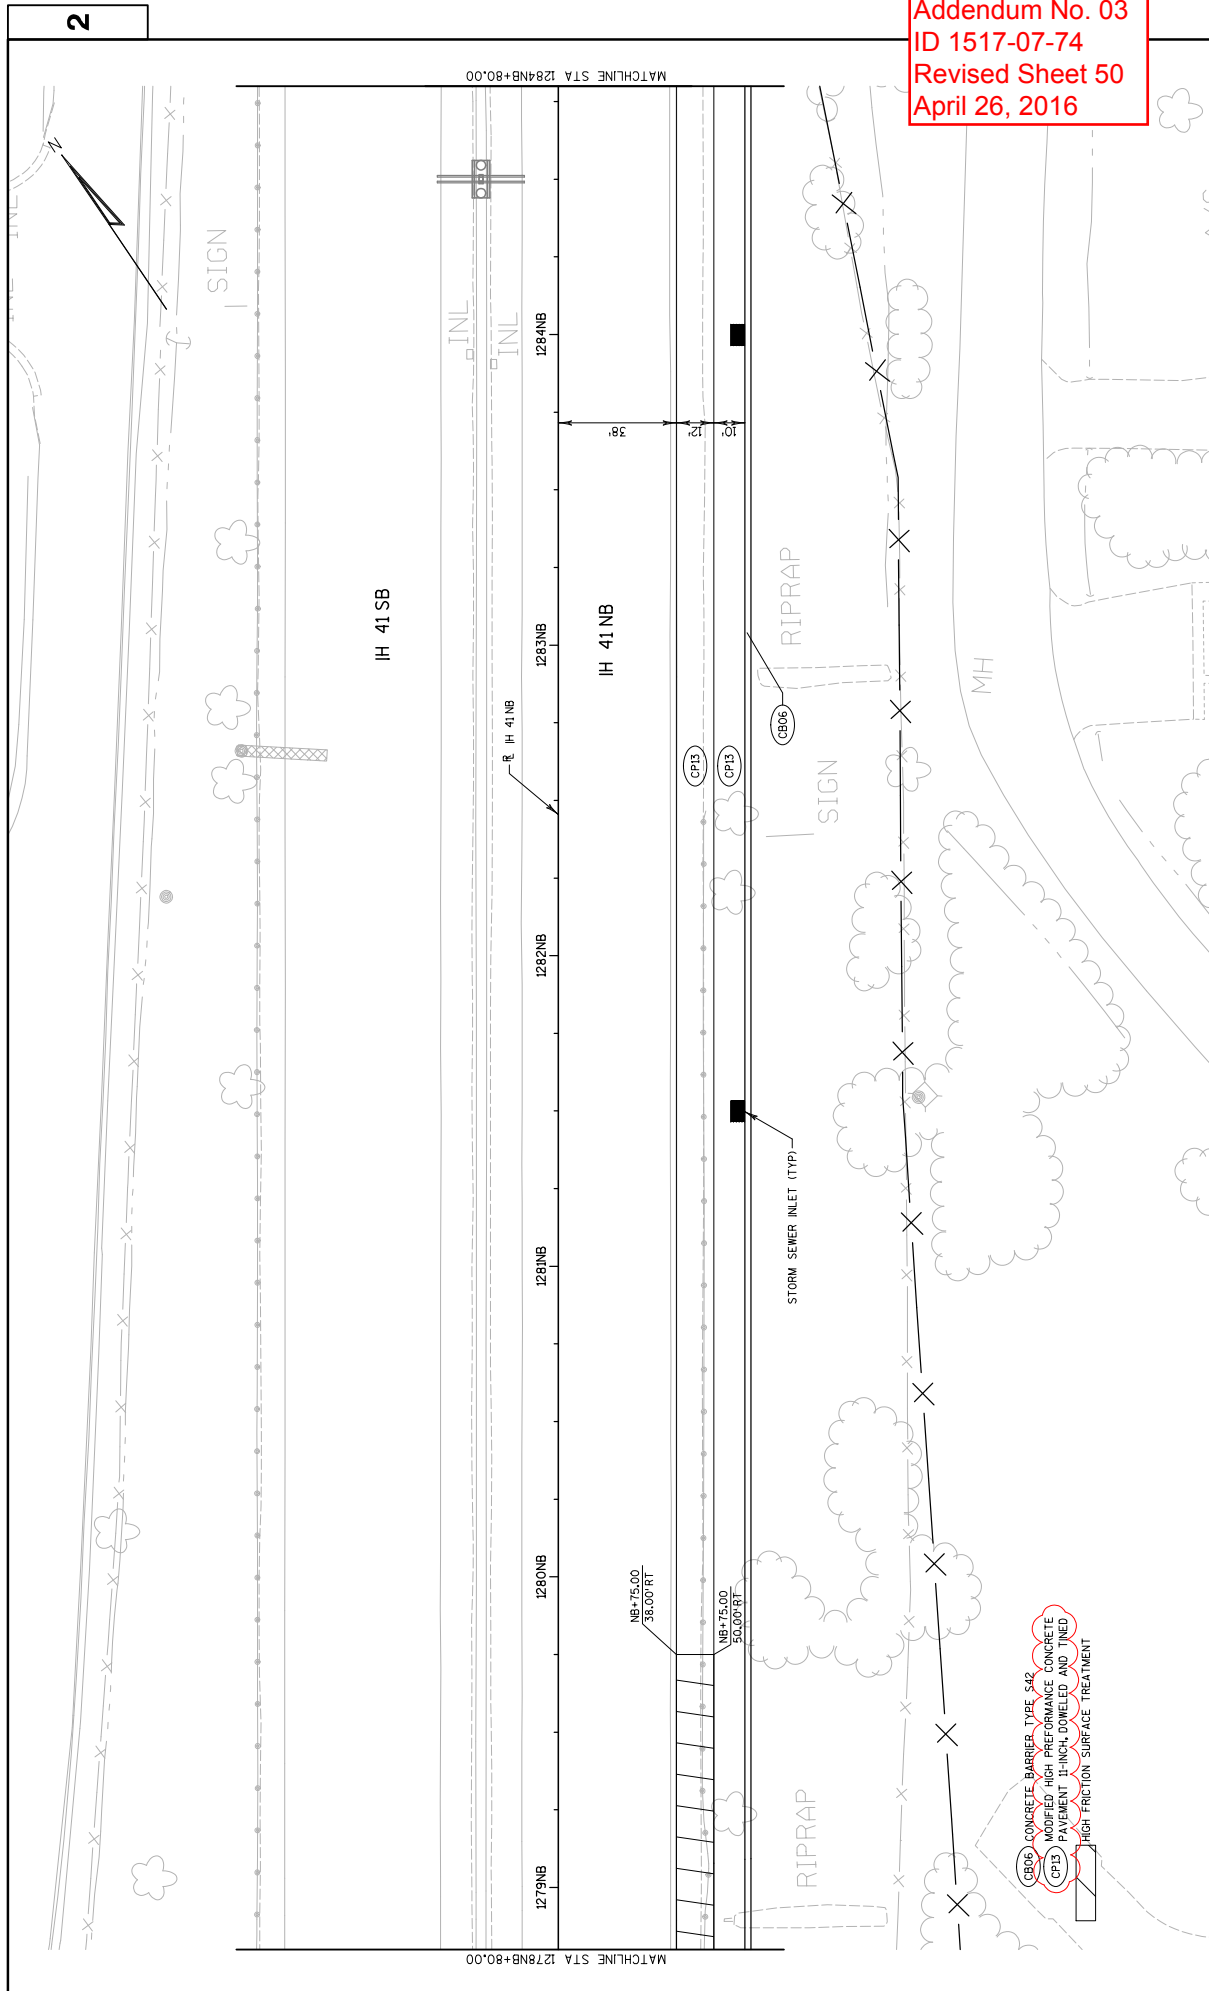 2
Addendum No. 03
ID 1517-07-74
Revised Sheet 50
April 26, 2016
MATCHLINE STA 1284NB+80.00
N
INL
SIGN
INL
INL
1284NB
38'
12'
10'
RIPRAP
IH 41 SB
IH 41 NB
1283NB
MH
℞ IH 41 NB
CB06
CP13
CP13
SIGN
1282NB
STORM SEWER INLET (TYP)
1281NB
1280NB
NB+75.00
38.00' RT
NB+75.00
50.00' RT
1279NB
RIPRAP
CB06 CONCRETE BARRIER TYPE S42
CP13 MODIFIED HIGH PREFORMANCE CONCRETE
PAVEMENT 11-INCH, DOWELED AND TINED
HIGH FRICTION SURFACE TREATMENT
MATCHLINE STA 1278NB+80.00